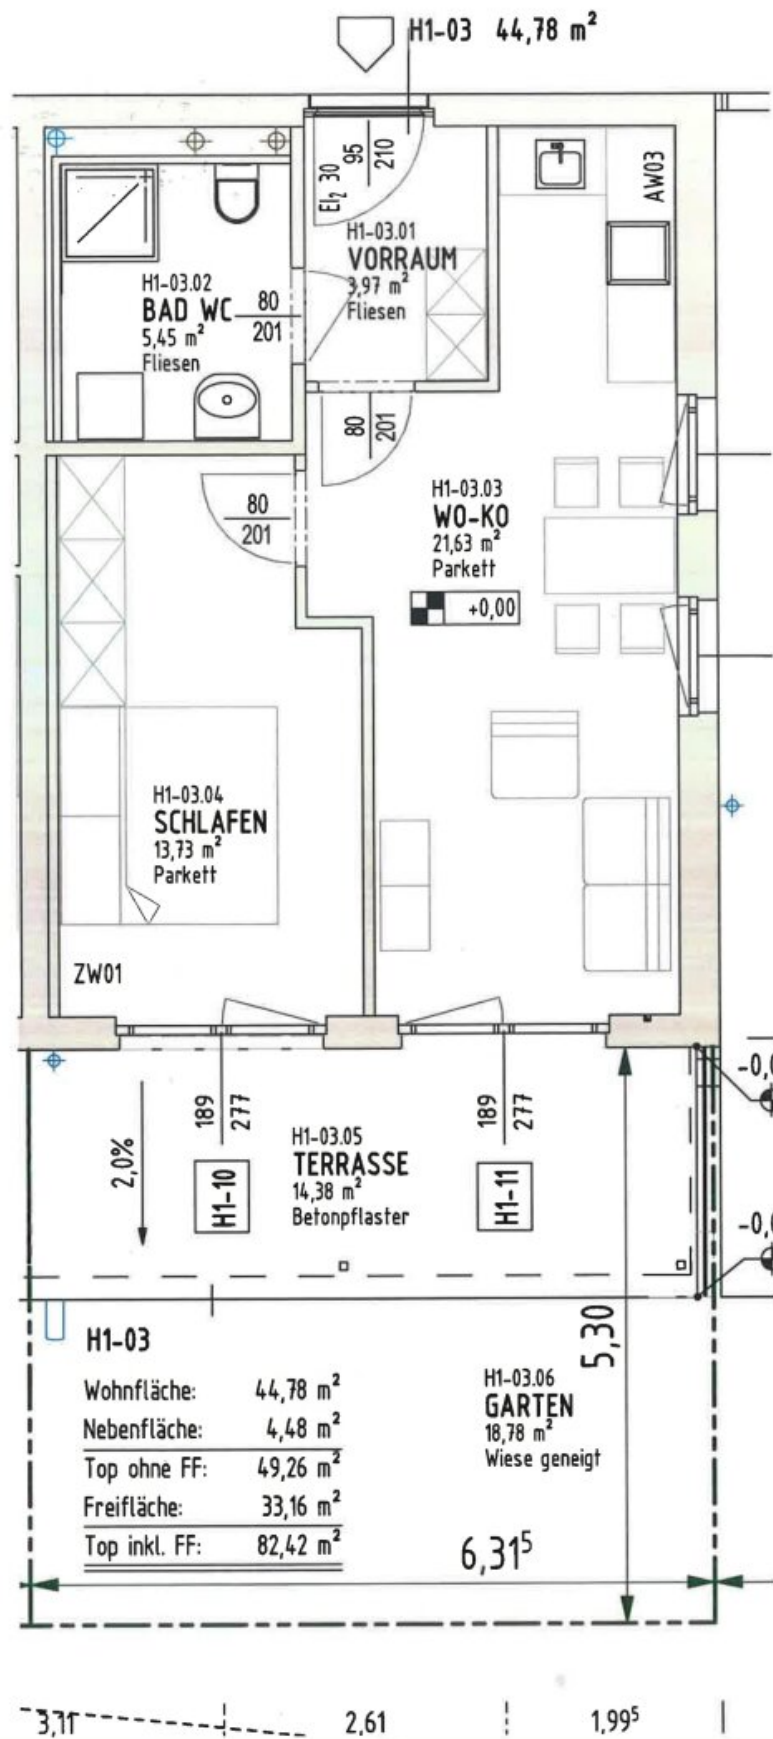 H1-03 44,78 m²
EI₂ 30
95
210
AW03
H1-03.01
VORRAUM
3,97 m²
Fliesen
H1-03.02
BAD WC
5,45 m²
Fliesen
80
201
80
201
80
201
H1-03.03
WO-KO
21,63 m²
Parkett
+0,00
H1-03.04
SCHLAFEN
13,73 m²
Parkett
ZW01
2,0%
189
277
H1-10
H1-03.05
TERRASSE
14,38 m²
Betonpflaster
189
277
H1-11
5,30
H1-03
Wohnfläche: 44,78 m²
Nebenfläche: 4,48 m²
Top ohne FF: 49,26 m²
Freifläche: 33,16 m²
Top inkl. FF: 82,42 m²
H1-03.06
GARTEN
18,78 m²
Wiese geneigt
6,31⁵
3,11 2,61 1,99⁵